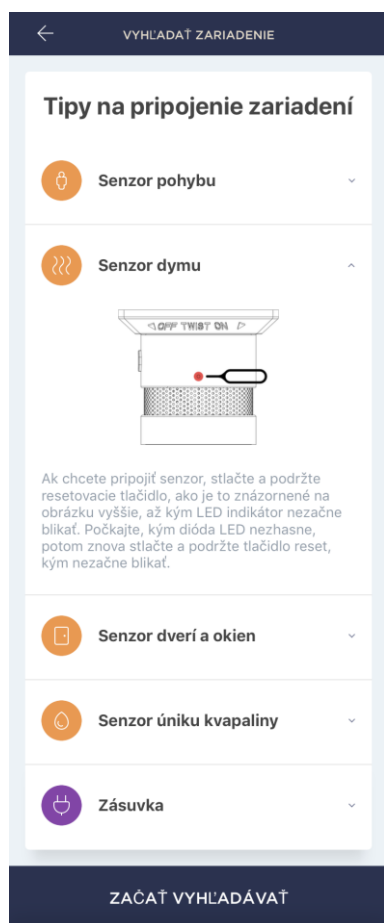 VYHĽADAŤ ZARIADENIE
Tipy na pripojenie zariadení
Senzor pohybu
Senzor dymu
OFF TWIST ON
Ak chcete pripojiť senzor, stlačte a podržte
resetovacie tlačidlo, ako je to znázornené na
obrázku vyššie, až kým LED indikátor nezačne
blikať. Počkajte, kým dióda LED nezhasne,
potom znova stlačte a podržte tlačidlo reset,
kým nezačne blikať.
Senzor dverí a okien
Senzor úniku kvapaliny
Zásuvka
ZAČAŤ VYHĽADÁVAŤ